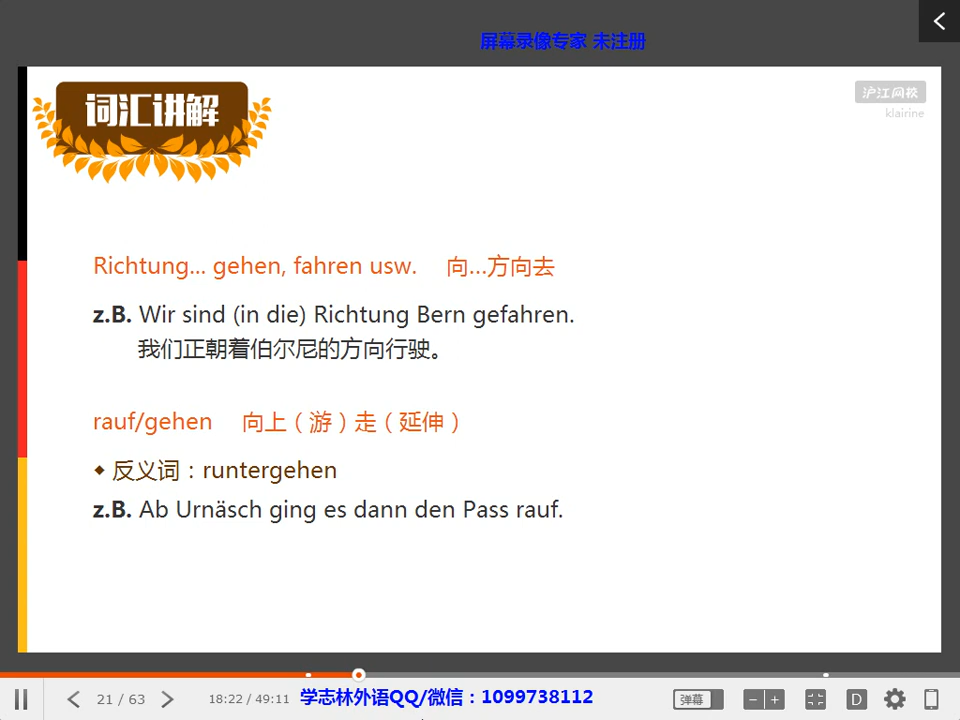 屏幕录像专家 未注册
词汇讲解
沪江网校
klairine
Richtung... gehen, fahren usw. 向...方向去
z.B. Wir sind (in die) Richtung Bern gefahren.
我们正朝着伯尔尼的方向行驶。
rauf/gehen 向上（游）走（延伸）
◆ 反义词：runtergehen
z.B. Ab Urnäsch ging es dann den Pass rauf.
21 / 63
18:22 / 49:11
学志林外语QQ/微信：1099738112
弹幕
D